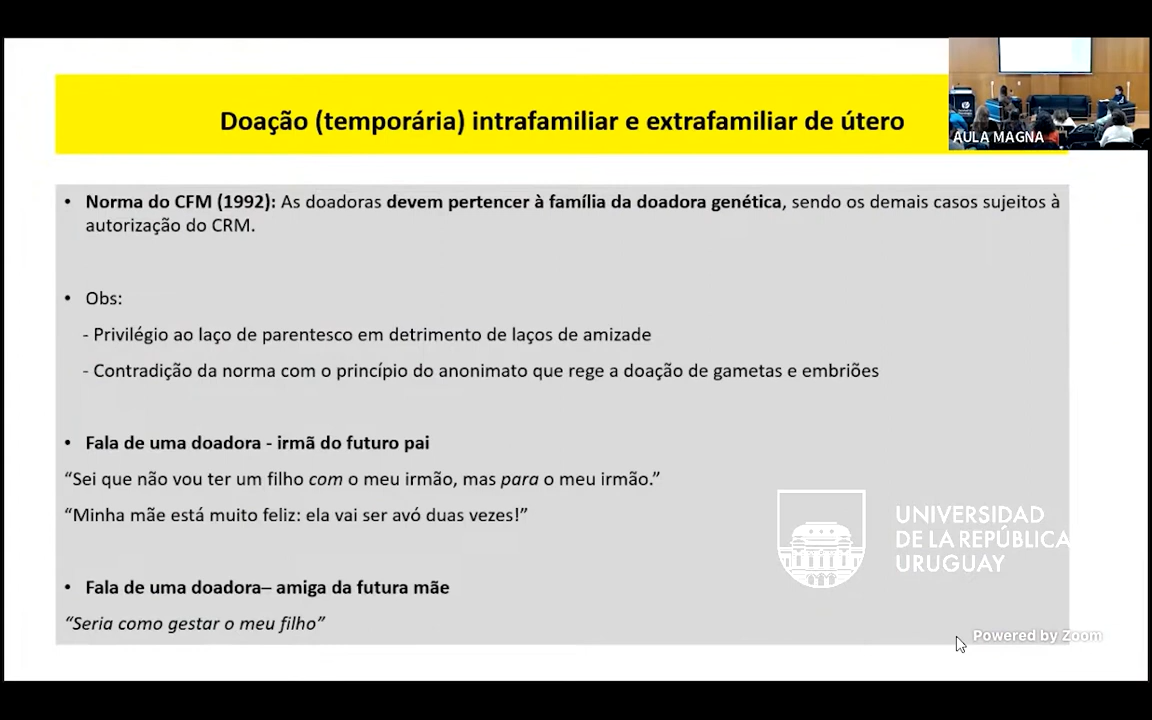 Doação (temporária) intrafamiliar e extrafamiliar de útero
AULA MAGNA
• Norma do CFM (1992): As doadoras devem pertencer à família da doadora genética, sendo os demais casos sujeitos à
autorização do CRM.
• Obs:
- Privilégio ao laço de parentesco em detrimento de laços de amizade
- Contradição da norma com o princípio do anonimato que rege a doação de gametas e embriões
• Fala de uma doadora - irmã do futuro pai
“Sei que não vou ter um filho com o meu irmão, mas para o meu irmão.”
“Minha mãe está muito feliz: ela vai ser avó duas vezes!”
• Fala de uma doadora– amiga da futura mãe
“Seria como gestar o meu filho”
UNIVERSIDAD
DE LA REPÚBLICA
URUGUAY
Powered by Zoom